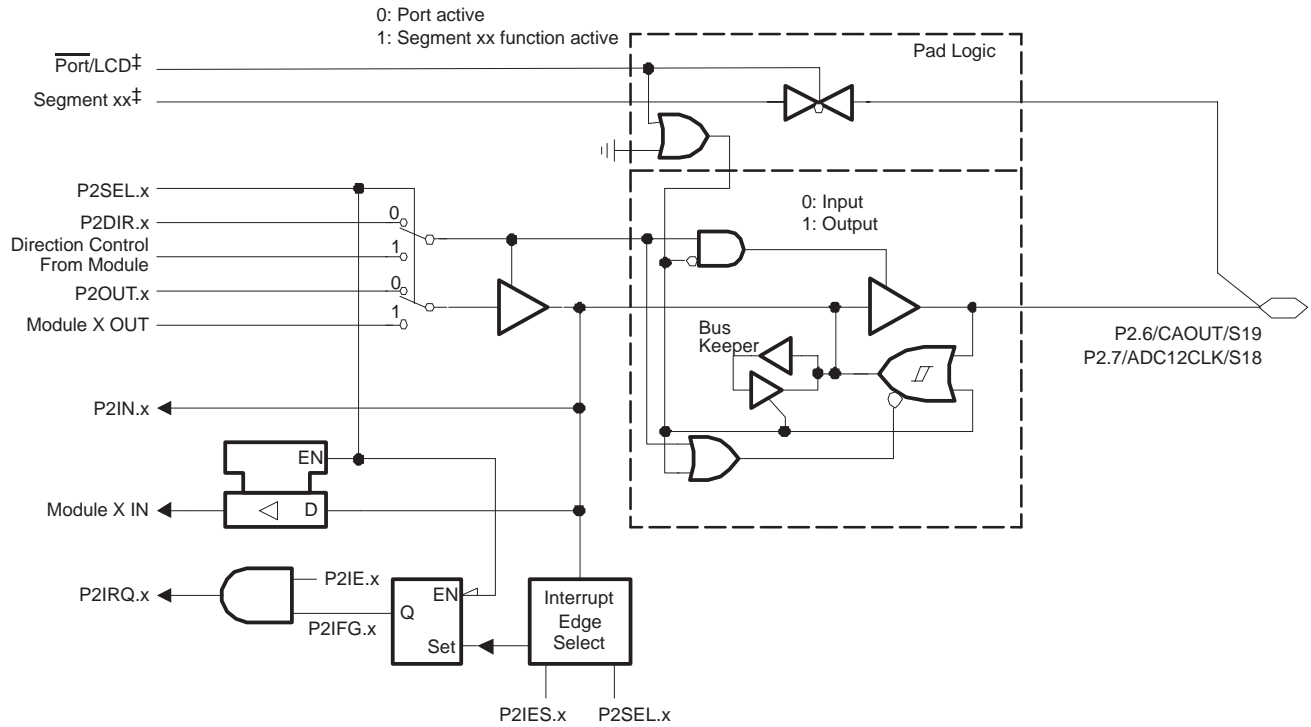 0: Port active
1: Segment xx function active
Pad Logic
Port/LCD‡
Segment xx‡
P2SEL.x
0: Input
1: Output
P2DIR.x
0
Direction Control
From Module
1
P2OUT.x
0
Module X OUT
1
Bus
Keeper
P2.6/CAOUT/S19
P2.7/ADC12CLK/S18
P2IN.x
EN
Module X IN
D
P2IRQ.x
P2IE.x
P2IFG.x
EN
Q
Set
Interrupt
Edge
Select
P2IES.x
P2SEL.x